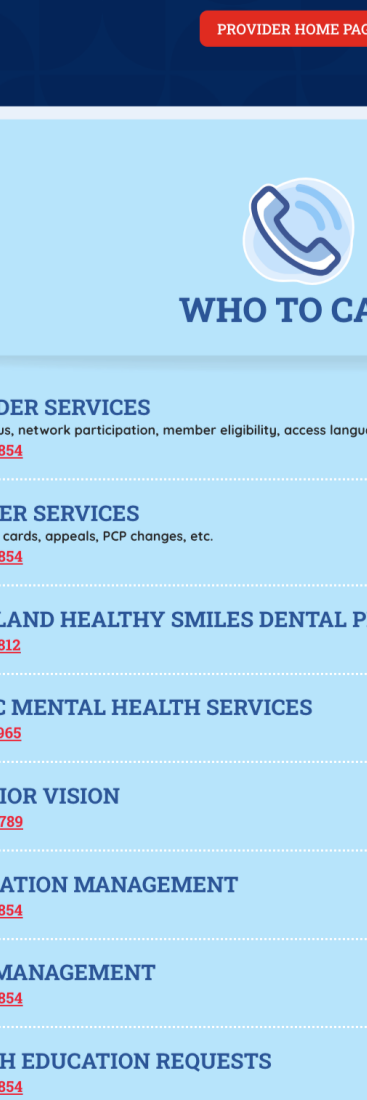 PROVIDER HOME PAG
WHO TO CA
DER SERVICES
us, network participation, member eligibility, access langu
854
ER SERVICES
cards, appeals, PCP changes, etc.
854
LAND HEALTHY SMILES DENTAL P
812
C MENTAL HEALTH SERVICES
965
IOR VISION
789
ATION MANAGEMENT
854
MANAGEMENT
854
H EDUCATION REQUESTS
854